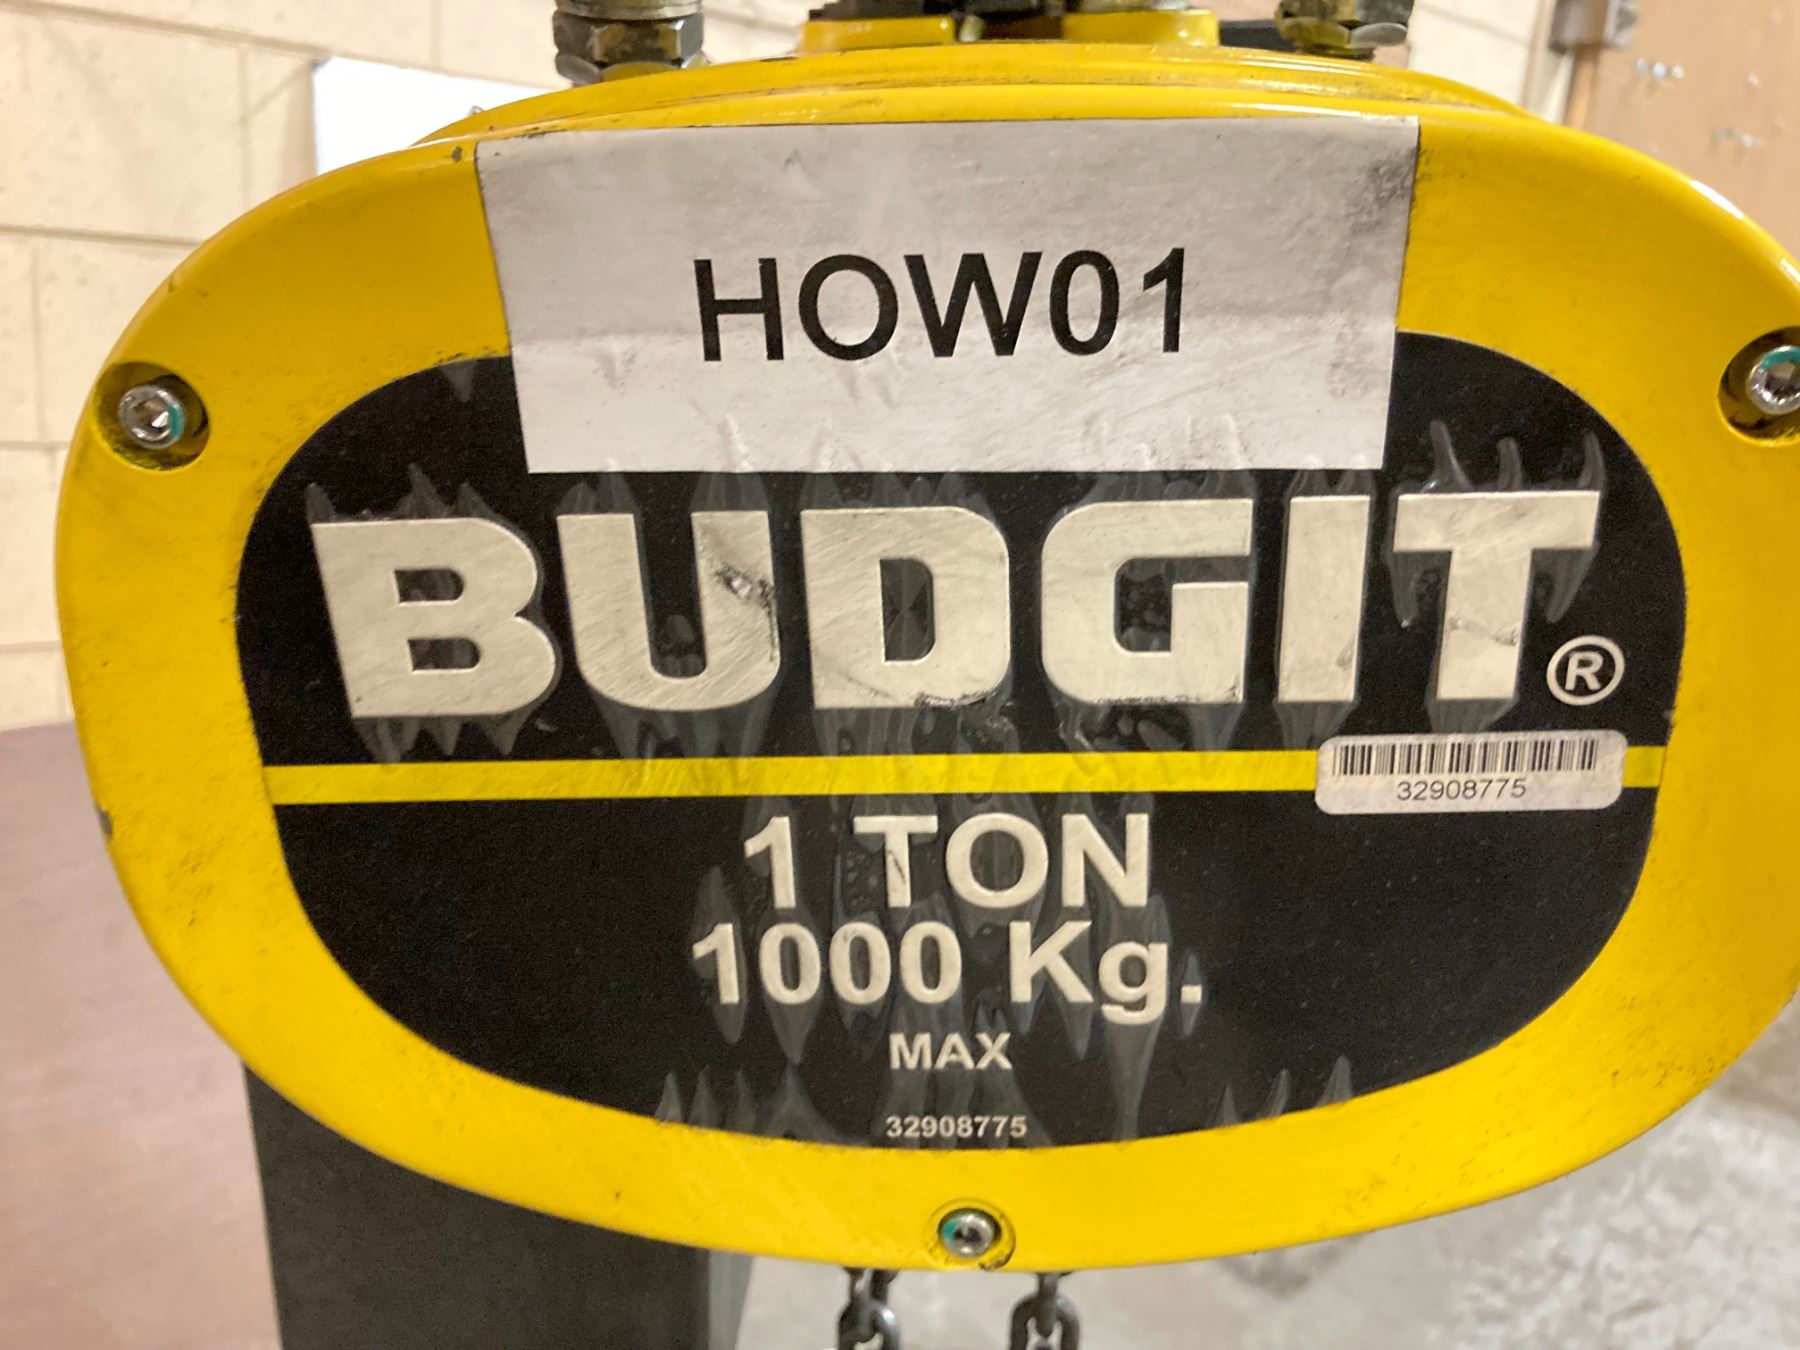 HOW01
BUDGIT®
32908775
1 TON
1000 Kg.
MAX
32908775